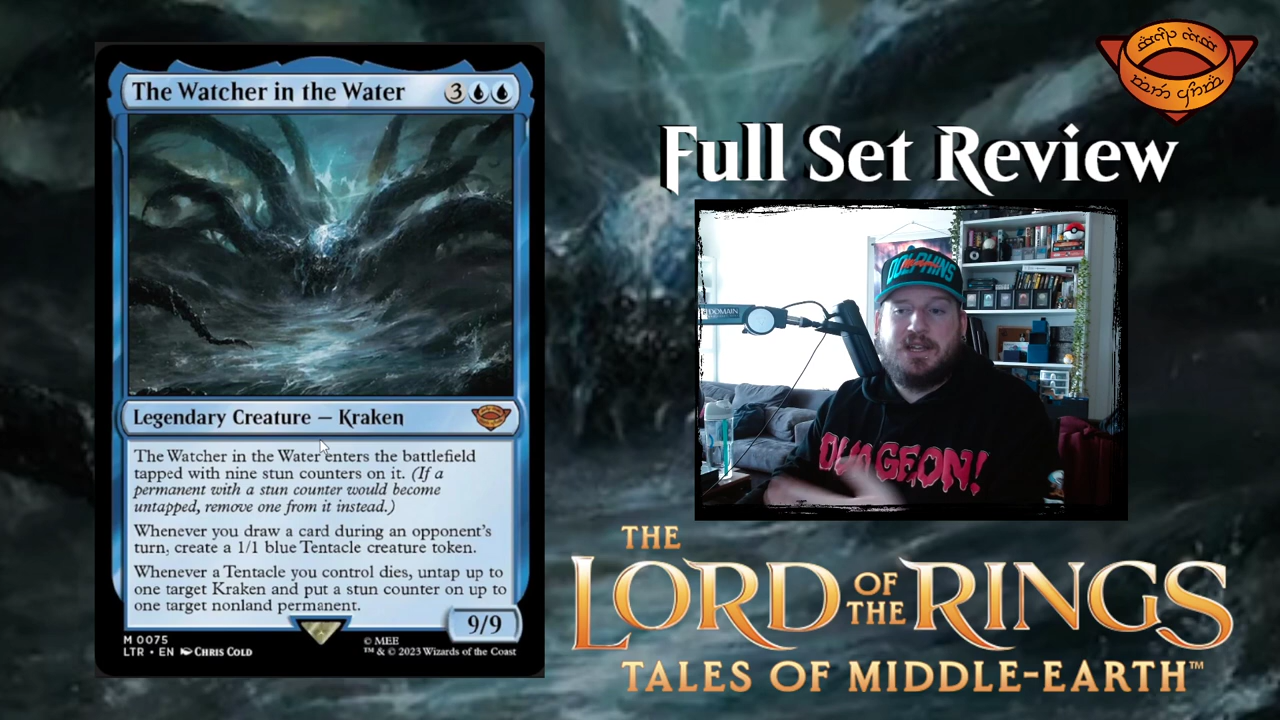 The Watcher in the Water 3
Legendary Creature — Kraken
The Watcher in the Water enters the battlefield
tapped with nine stun counters on it. (If a
permanent with a stun counter would become
untapped, remove one from it instead.)
Whenever you draw a card during an opponent's
turn, create a 1/1 blue Tentacle creature token.
Whenever a Tentacle you control dies, untap up to
one target Kraken and put a stun counter on up to
one target nonland permanent.
9/9
M 0075
LTR • EN Chris Cold
© MEE
™ & © 2023 Wizards of the Coast
Full Set Review
DOLPHINS
DOMAIN
DUNGEON!
THE
LORD OF THE RINGS
TALES OF MIDDLE-EARTH™